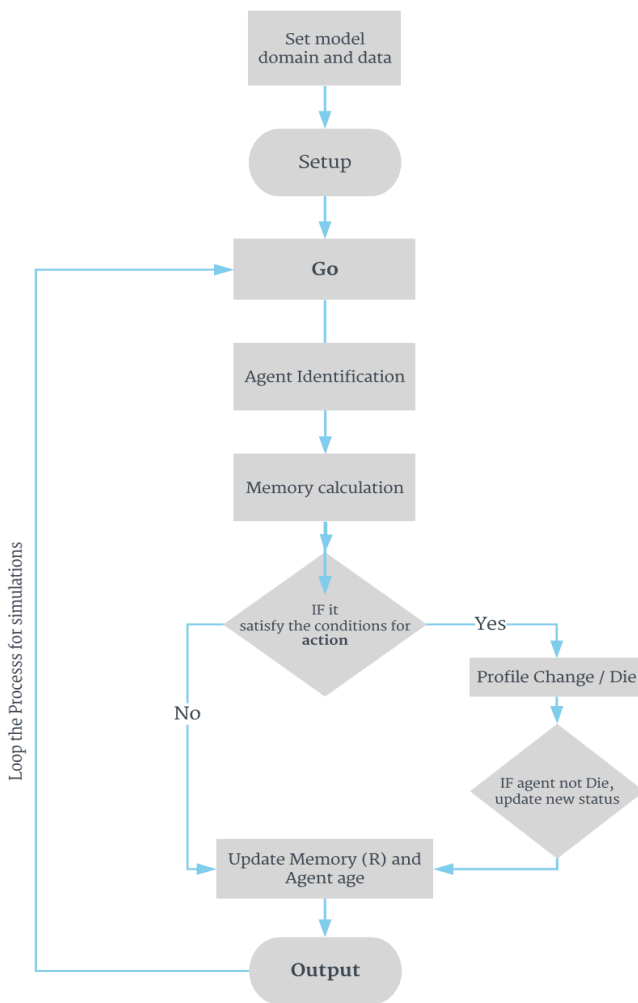 Set model
domain and data
Setup
Go
Agent Identification
Memory calculation
IF it
satisfy the conditions for
action
Yes
Profile Change / Die
No
IF agent not Die,
update new status
Update Memory (R) and
Agent age
Output
Loop the Processs for simulations